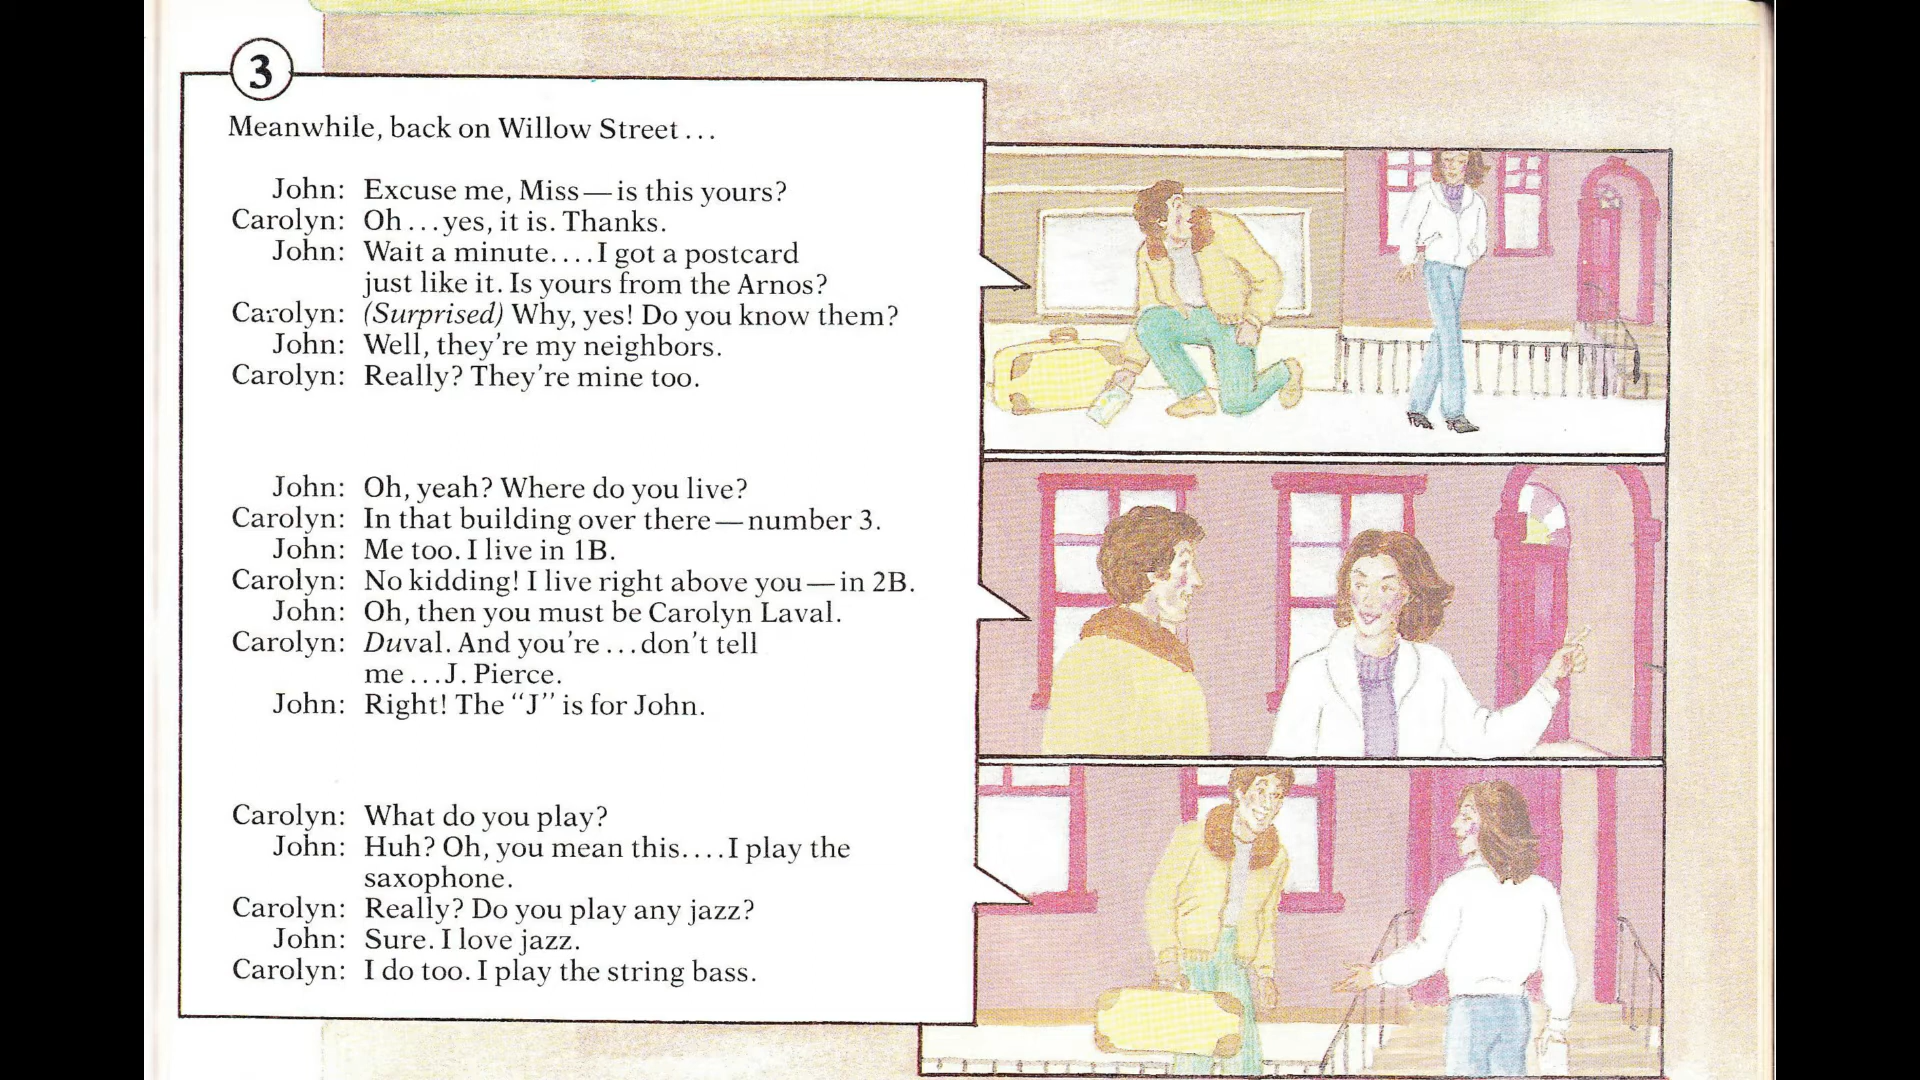 3
Meanwhile, back on Willow Street...
John: Excuse me, Miss—is this yours?
Carolyn: Oh...yes, it is. Thanks.
John: Wait a minute....I got a postcard
just like it. Is yours from the Arnos?
Carolyn: (Surprised) Why, yes! Do you know them?
John: Well, they're my neighbors.
Carolyn: Really? They're mine too.
John: Oh, yeah? Where do you live?
Carolyn: In that building over there—number 3.
John: Me too. I live in 1B.
Carolyn: No kidding! I live right above you—in 2B.
John: Oh, then you must be Carolyn Laval.
Carolyn: Duval. And you're...don't tell
me...J. Pierce.
John: Right! The “J” is for John.
Carolyn: What do you play?
John: Huh? Oh, you mean this....I play the
saxophone.
Carolyn: Really? Do you play any jazz?
John: Sure. I love jazz.
Carolyn: I do too. I play the string bass.